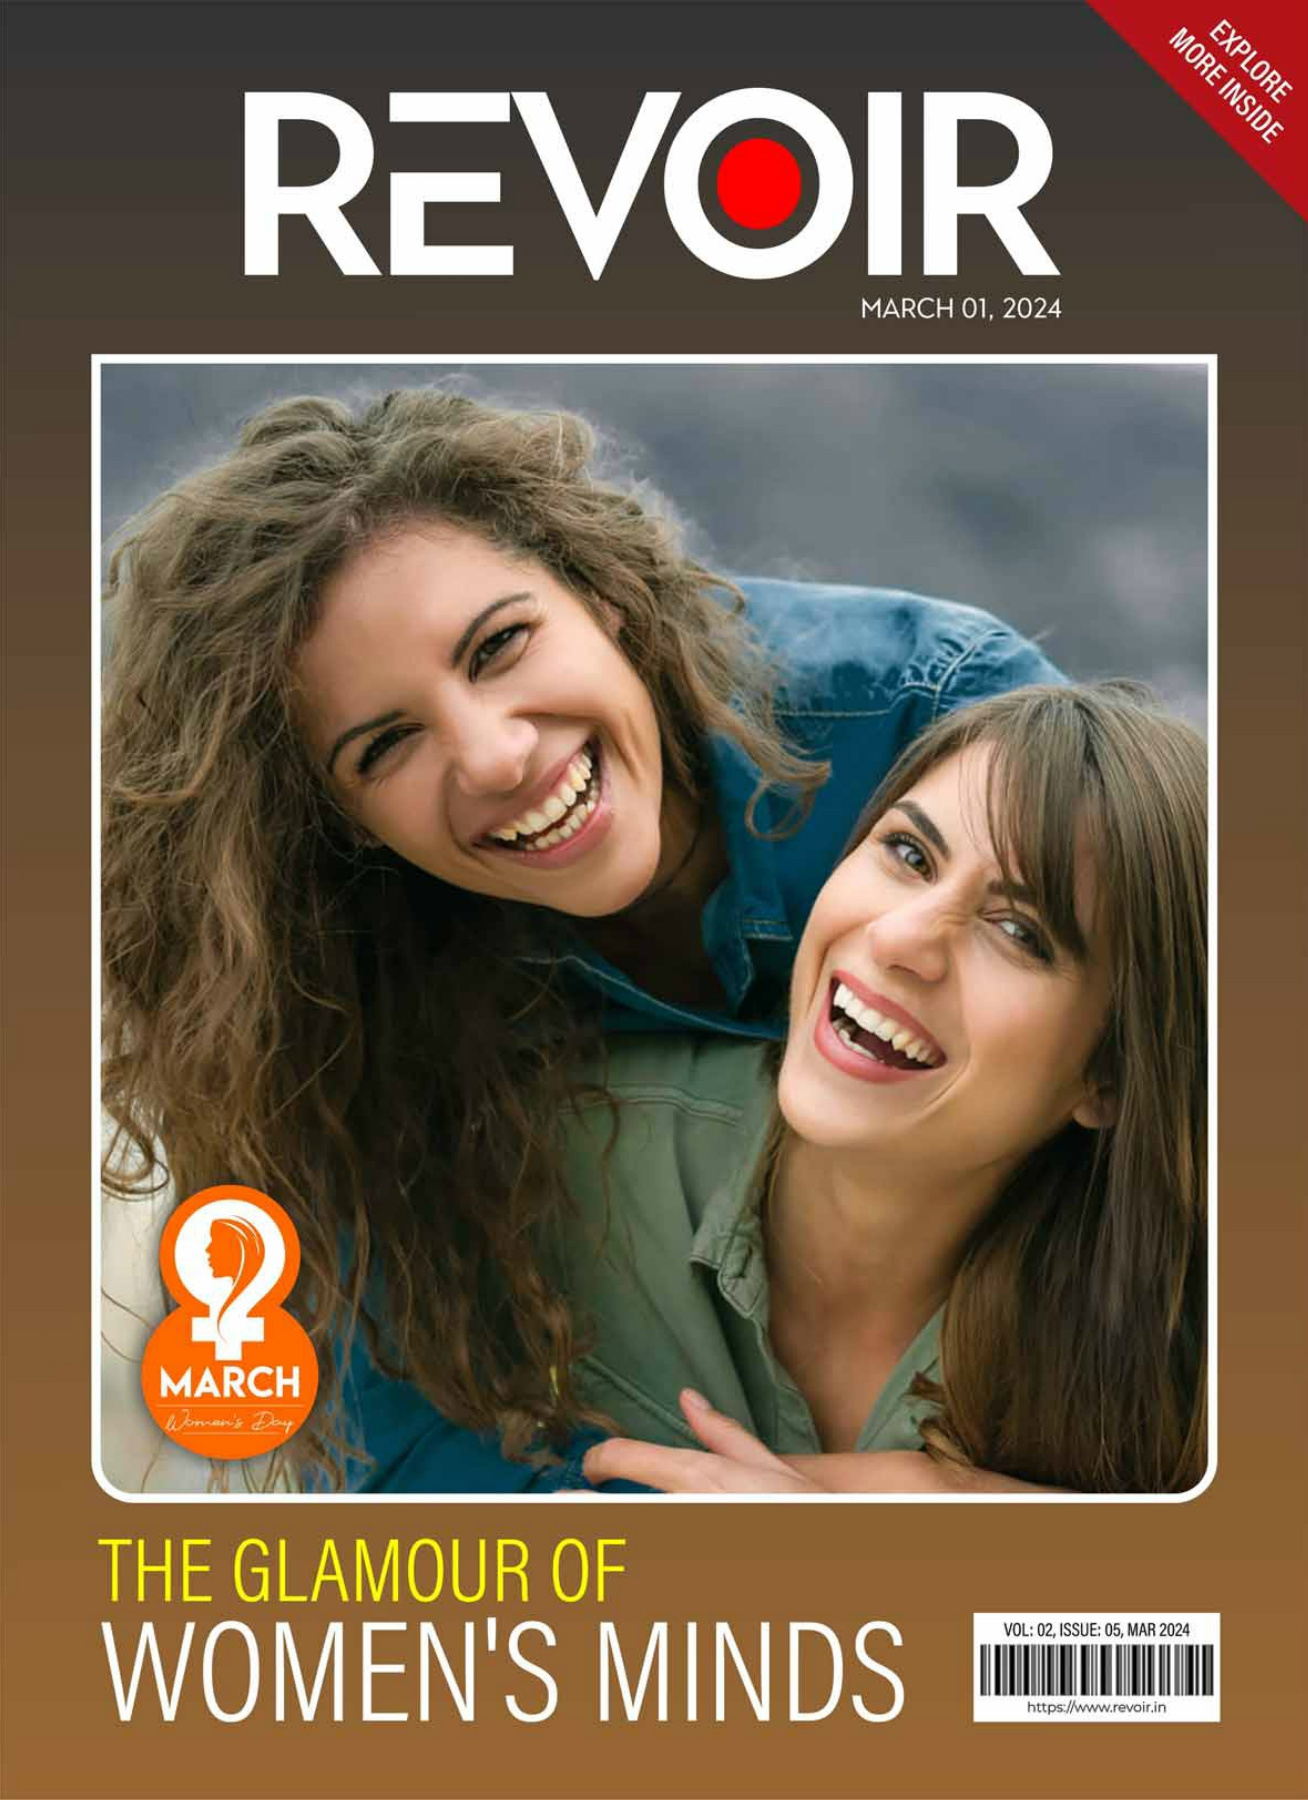 EXPLORE
MORE INSIDE
REVOIR
MARCH 01, 2024
MARCH
Women's Day
THE GLAMOUR OF
WOMEN'S MINDS
VOL: 02, ISSUE: 05, MAR 2024
https://www.revoir.in